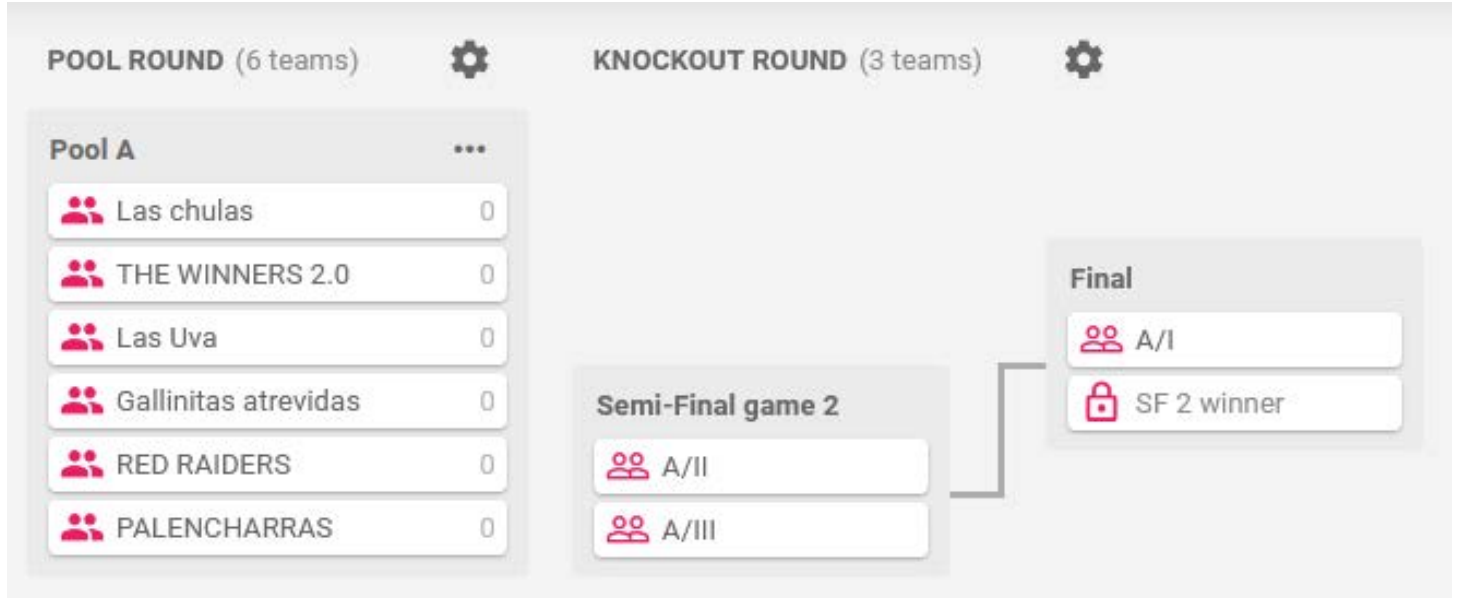 POOL ROUND (6 teams)
KNOCKOUT ROUND (3 teams)
Pool A
Las chulas 0
THE WINNERS 2.0 0
Las Uva 0
Gallinitas atrevidas 0
RED RAIDERS 0
PALENCHARRAS 0
Semi-Final game 2
A/II
A/III
Final
A/I
SF 2 winner